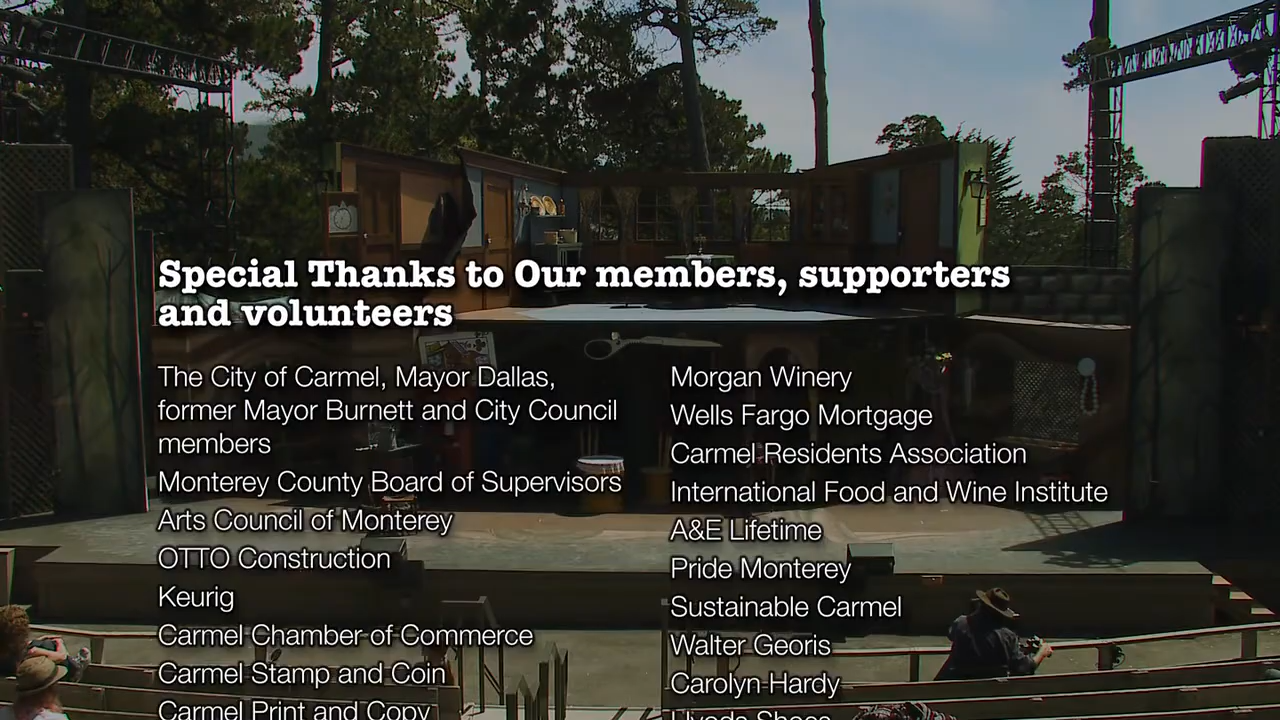 Special Thanks to Our members, supporters
and volunteers
The City of Carmel, Mayor Dallas,
former Mayor Burnett and City Council
members
Monterey County Board of Supervisors
Arts Council of Monterey
OTTO Construction
Keurig
Carmel Chamber of Commerce
Carmel Stamp and Coin
Carmel Print and Copy
Morgan Winery
Wells Fargo Mortgage
Carmel Residents Association
International Food and Wine Institute
A&E Lifetime
Pride Monterey
Sustainable Carmel
Walter Georis
Carolyn Hardy